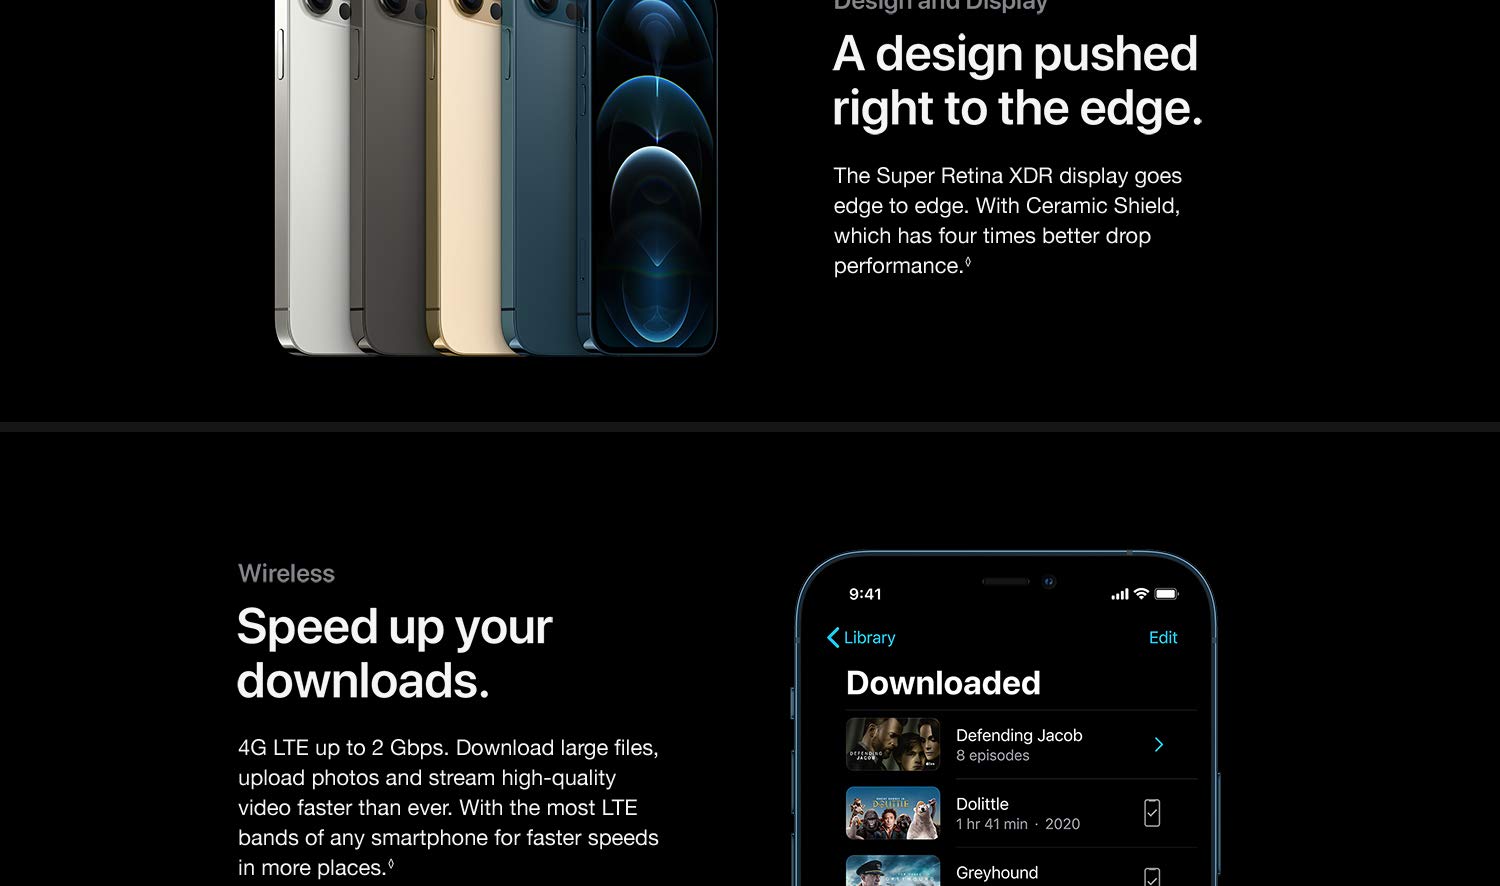 Design and Display
A design pushed
right to the edge.
The Super Retina XDR display goes
edge to edge. With Ceramic Shield,
which has four times better drop
performance.◊
Wireless
Speed up your
downloads.
4G LTE up to 2 Gbps. Download large files,
upload photos and stream high-quality
video faster than ever. With the most LTE
bands of any smartphone for faster speeds
in more places.◊
9:41
Library
Edit
Downloaded
DEFENDING
JACOB
Defending Jacob
8 episodes
DOLITTLE
Dolittle
1 hr 41 min · 2020
GREYHOUND
Greyhound